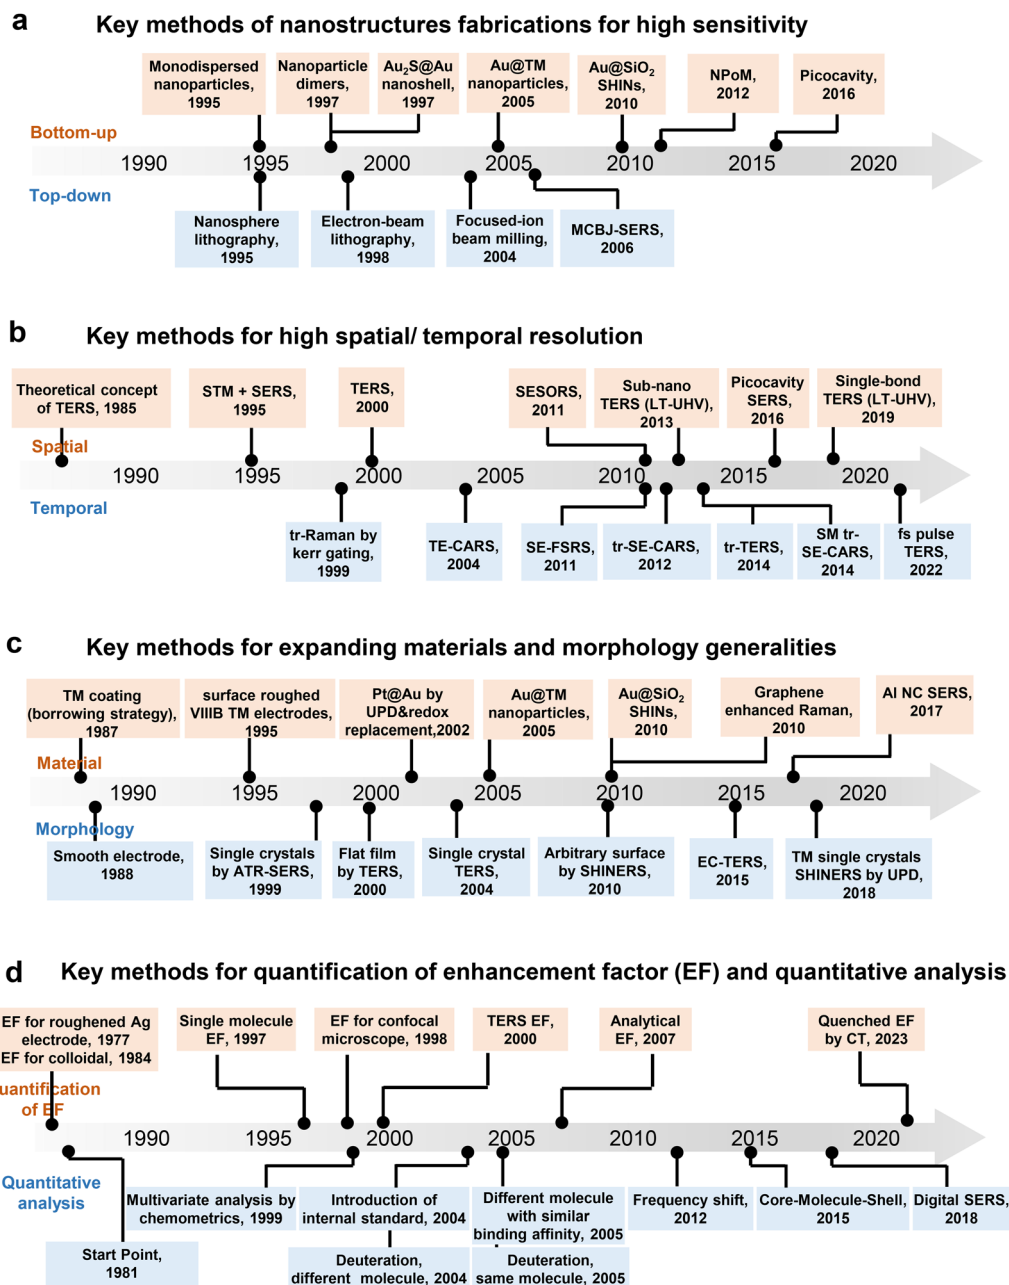 a
Key methods of nanostructures fabrications for high sensitivity
Monodispersed
nanoparticles,
1995
Nanoparticle
dimers,
1997
Au₂S@Au
nanoshell,
1997
Au@TM
nanoparticles,
2005
Au@SiO₂
SHINs,
2010
NPoM,
2012
Picocavity,
2016
Bottom-up
1990 1995 2000 2005 2010 2015 2020
Top-down
Nanosphere
lithography,
1995
Electron-beam
lithography,
1998
Focused-ion
beam milling,
2004
MCBJ-SERS,
2006
b
Key methods for high spatial/ temporal resolution
Theoretical concept
of TERS, 1985
STM + SERS,
1995
TERS,
2000
SESORS,
2011
Sub-nano
TERS (LT-UHV),
2013
Picocavity
SERS,
2016
Single-bond
TERS (LT-UHV),
2019
Spatial
1990 1995 2000 2005 2010 2015 2020
Temporal
tr-Raman by
kerr gating,
1999
TE-CARS,
2004
SE-FSRS,
2011
tr-SE-CARS,
2012
tr-TERS,
2014
SM tr-
SE-CARS,
2014
fs pulse
TERS,
2022
c
Key methods for expanding materials and morphology generalities
TM coating
(borrowing strategy),
1987
surface roughed
VIIIB TM electrodes,
1995
Pt@Au by
UPD&redox
replacement,2002
Au@TM
nanoparticles,
2005
Au@SiO₂
SHINs,
2010
Graphene
enhanced Raman,
2010
Al NC SERS,
2017
Material
1990 1995 2000 2005 2010 2015 2020
Morphology
Smooth electrode,
1988
Single crystals
by ATR-SERS,
1999
Flat film
by TERS,
2000
Single crystal
TERS,
2004
Arbitrary surface
by SHINERS,
2010
EC-TERS,
2015
TM single crystals
SHINERS by UPD,
2018
d
Key methods for quantification of enhancement factor (EF) and quantitative analysis
EF for roughened Ag
electrode, 1977
EF for colloidal, 1984
Single molecule
EF, 1997
EF for confocal
microscope, 1998
TERS EF,
2000
Analytical
EF, 2007
Quenched EF
by CT, 2023
uantification
of EF
1990 1995 2000 2005 2010 2015 2020
Quantitative
analysis
Start Point,
1981
Multivariate analysis by
chemometrics, 1999
Introduction of
internal standard, 2004
Deuteration,
different molecule, 2004
Different molecule
with similar
binding affinity, 2005
Deuteration,
same molecule, 2005
Frequency shift,
2012
Core-Molecule-Shell,
2015
Digital SERS,
2018